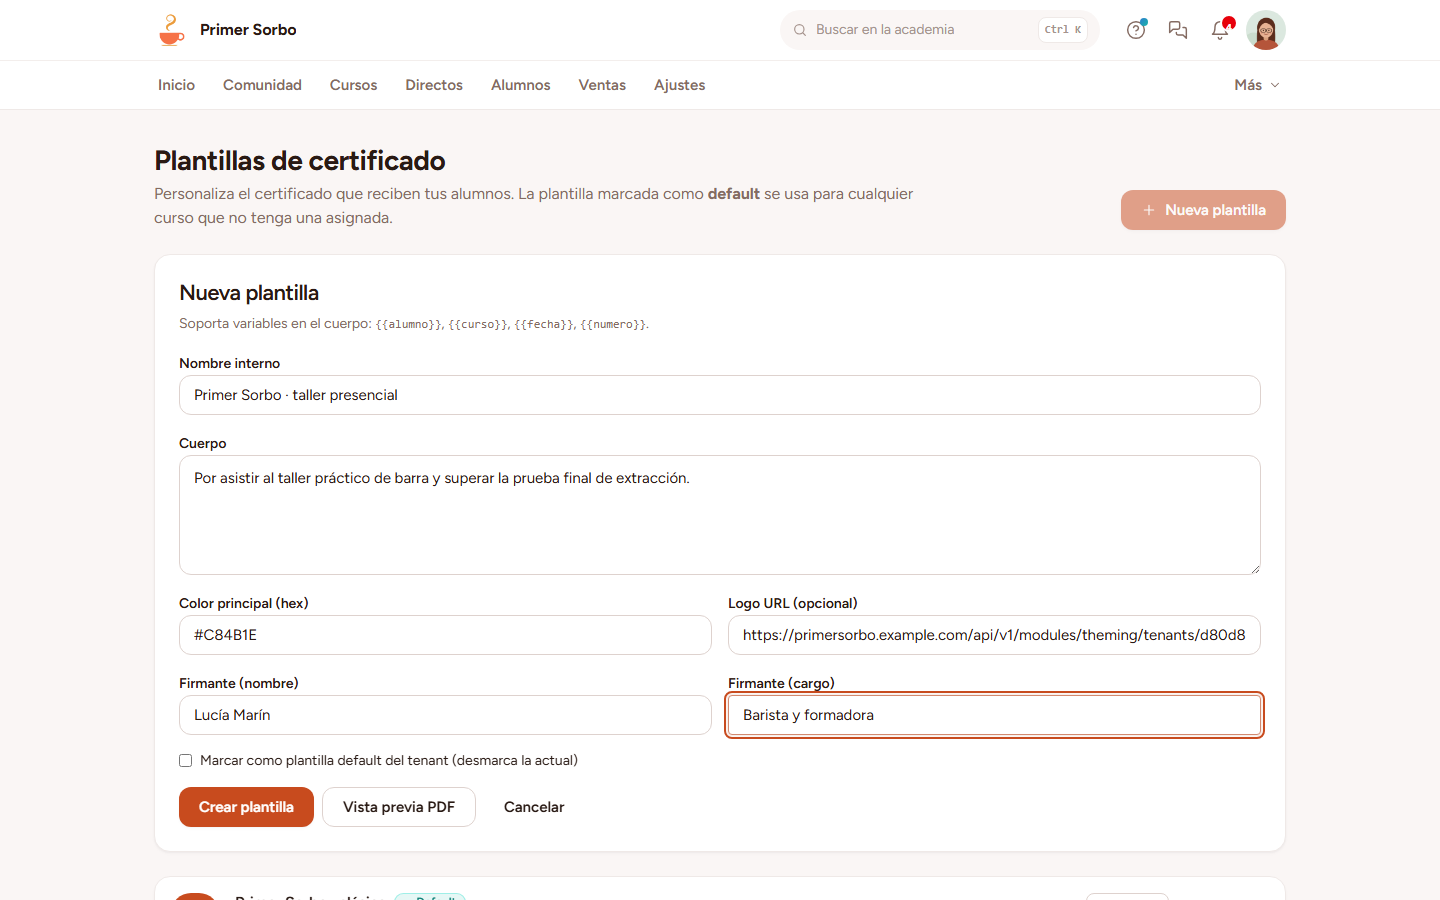 Primer Sorbo
Buscar en la academia
Ctrl K
4
Inicio
Comunidad
Cursos
Directos
Alumnos
Ventas
Ajustes
Más
Plantillas de certificado
Personaliza el certificado que reciben tus alumnos. La plantilla marcada como default se usa para cualquier
curso que no tenga una asignada.
+ Nueva plantilla
Nueva plantilla
Soporta variables en el cuerpo: {{alumno}}, {{curso}}, {{fecha}}, {{numero}}.
Nombre interno
Primer Sorbo · taller presencial
Cuerpo
Por asistir al taller práctico de barra y superar la prueba final de extracción.
Color principal (hex)
#C84B1E
Logo URL (opcional)
https://primersorbo.example.com/api/v1/modules/theming/tenants/d80d8
Firmante (nombre)
Lucía Marín
Firmante (cargo)
Barista y formadora
Marcar como plantilla default del tenant (desmarca la actual)
Crear plantilla
Vista previa PDF
Cancelar